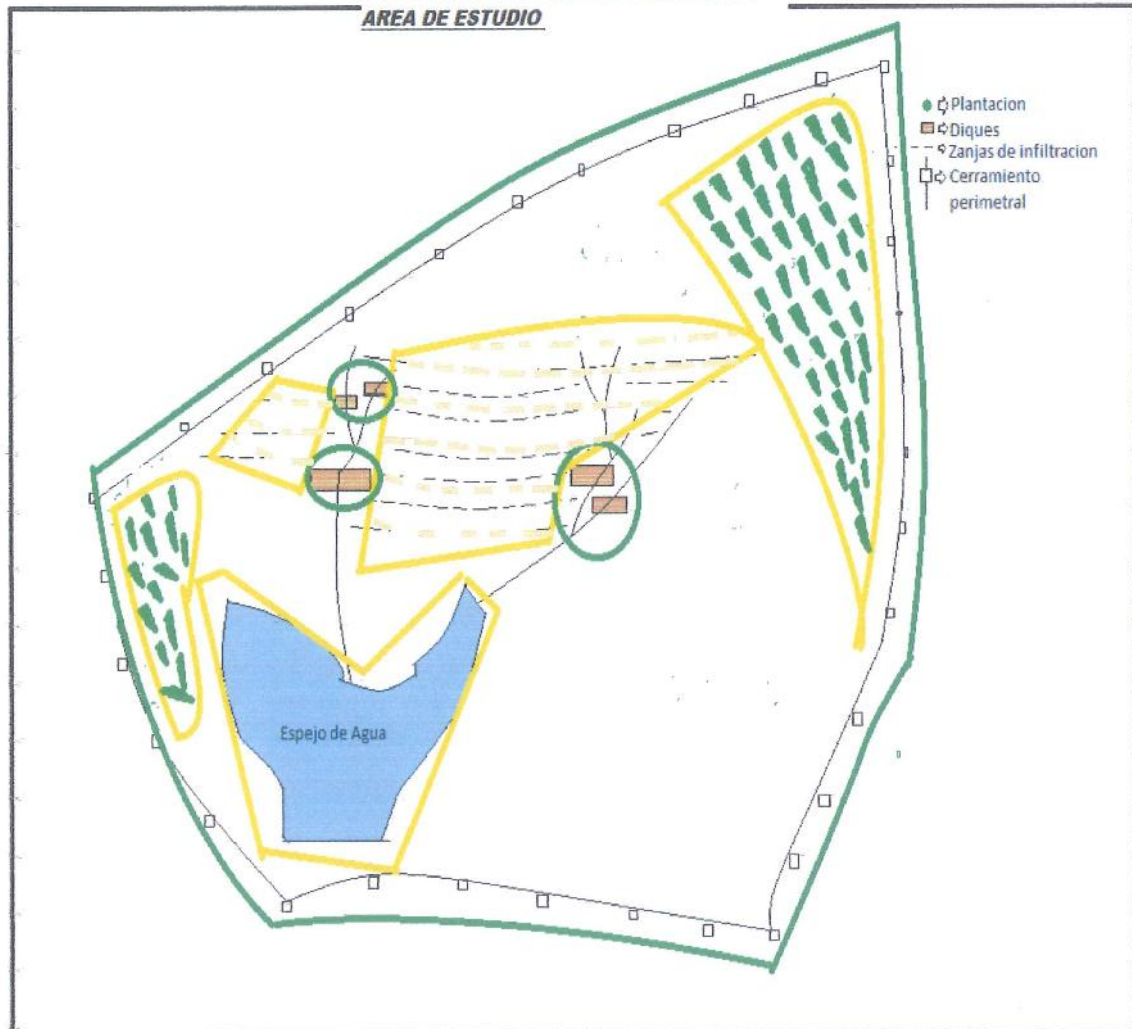 AREA DE ESTUDIO
Plantacion
Diques
Zanjas de infiltracion
Cerramiento
perimetral
Espejo de Agua